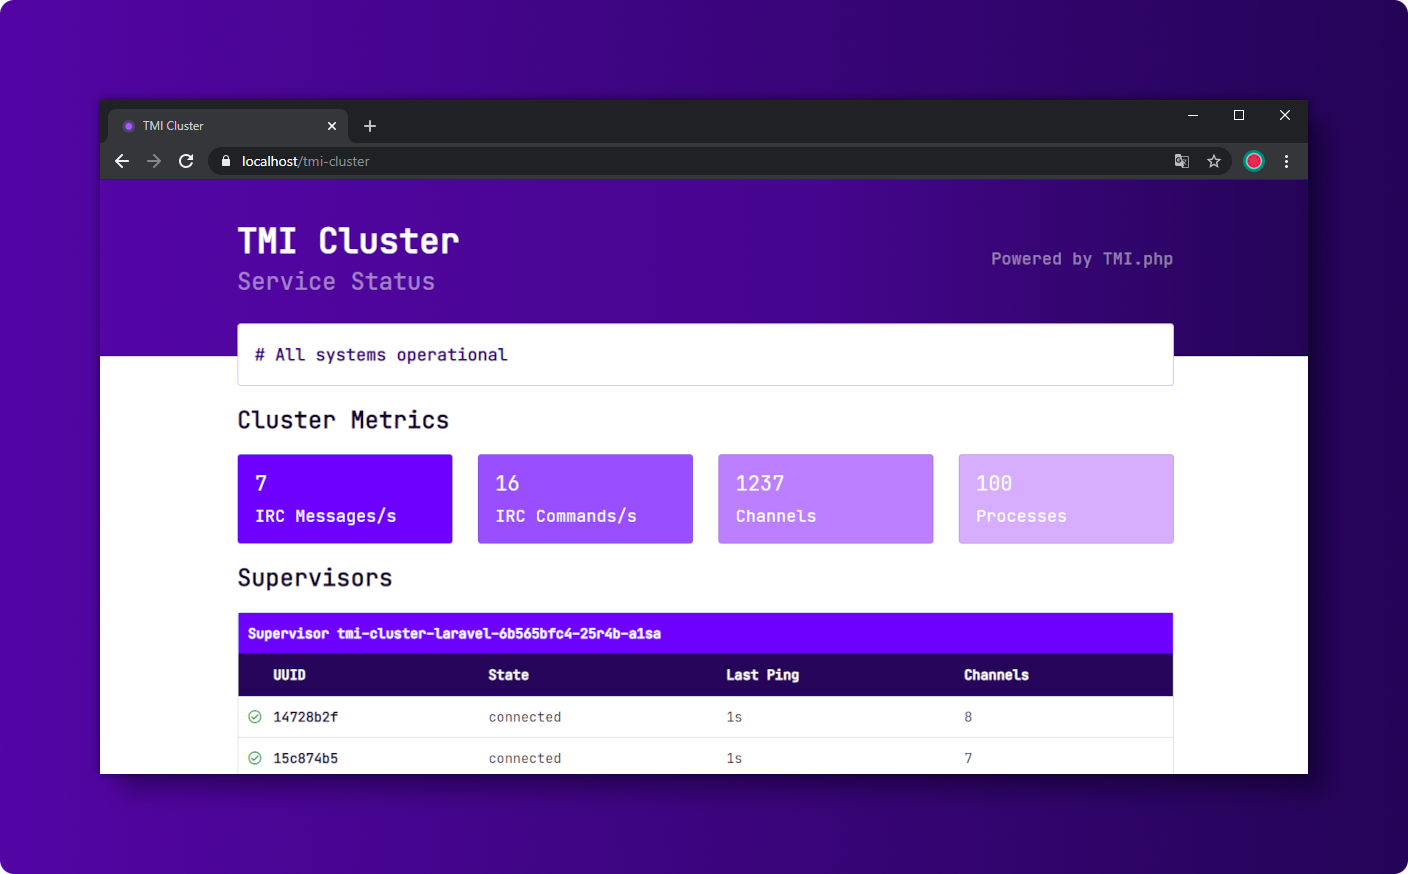 TMI Cluster
localhost/tmi-cluster
TMI Cluster
Service Status
Powered by TMI.php
# All systems operational
Cluster Metrics
7
IRC Messages/s
16
IRC Commands/s
1237
Channels
100
Processes
Supervisors
Supervisor tmi-cluster-laravel-6b565bfc4-25r4b-a1sa
UUID State Last Ping Channels
14728b2f connected 1s 8
15c874b5 connected 1s 7